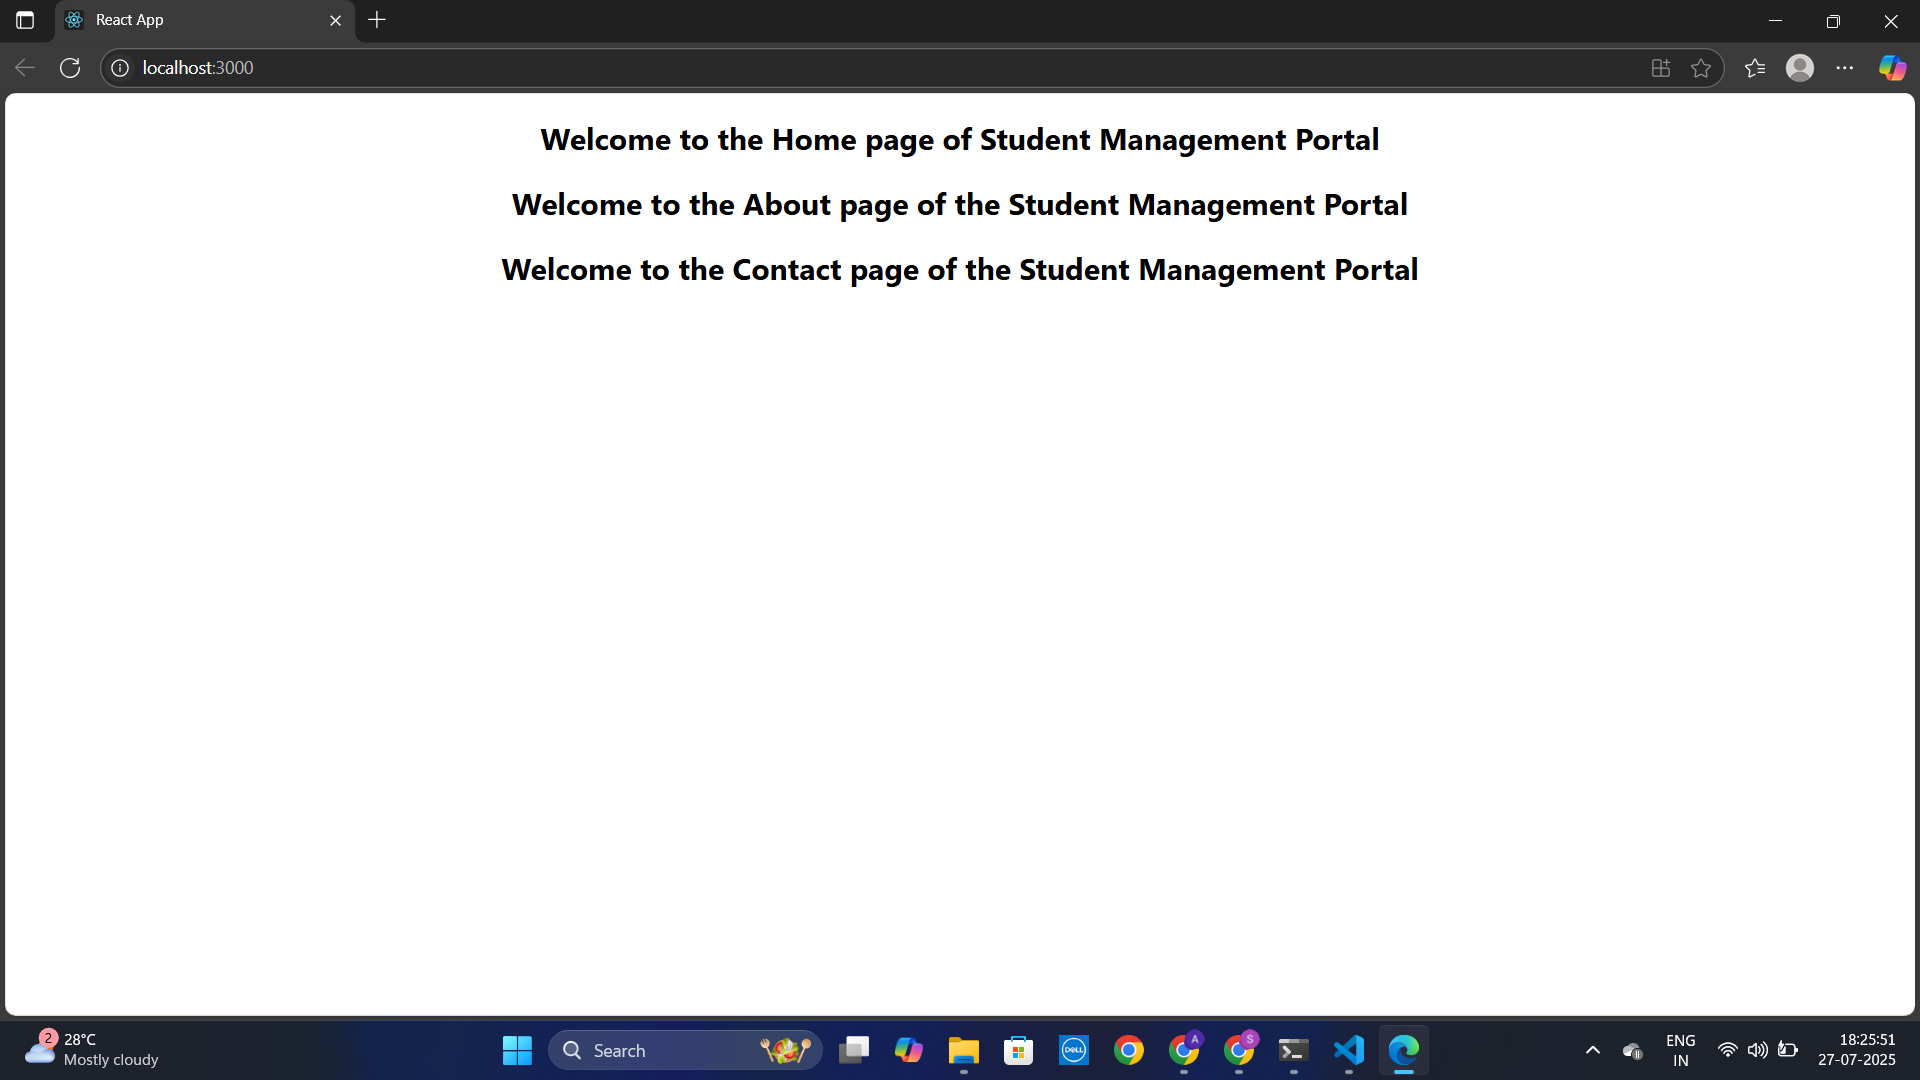 React App
localhost:3000
Welcome to the Home page of Student Management Portal
Welcome to the About page of the Student Management Portal
Welcome to the Contact page of the Student Management Portal
2
28°C
Mostly cloudy
Search
DELL
A
S
ENG
IN
18:25:51
27-07-2025